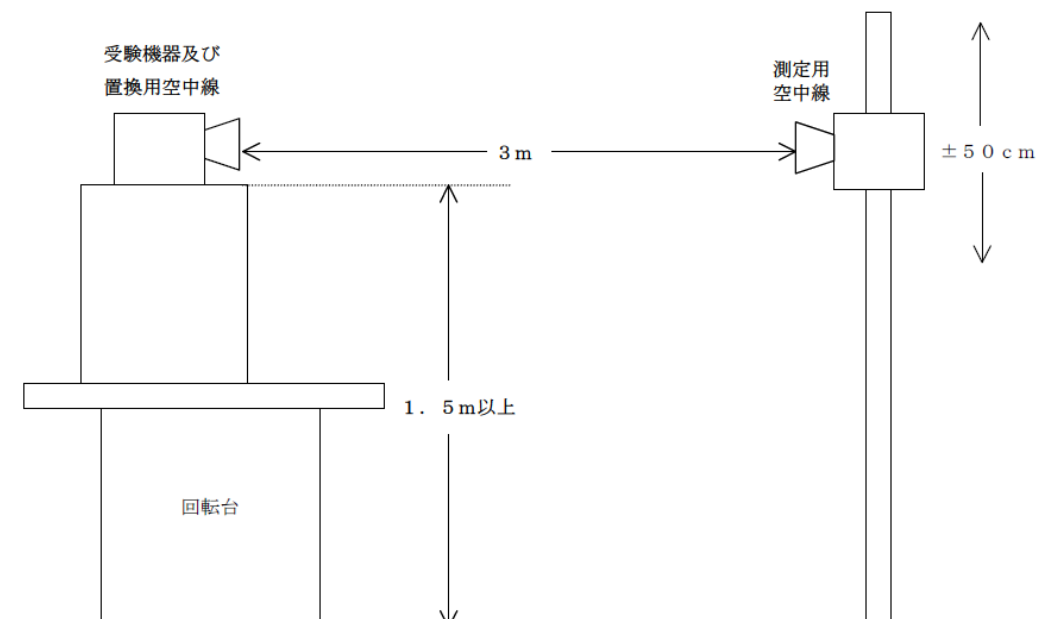 受験機器及び
置換用空中線
測定用
空中線
3m
±50cm
1.5m以上
回転台